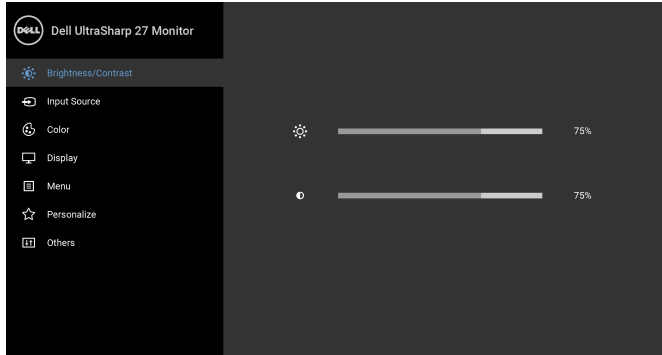 DELL
Dell UltraSharp 27 Monitor
Brightness/Contrast
Input Source
Color
75%
Display
Menu
75%
Personalize
Others